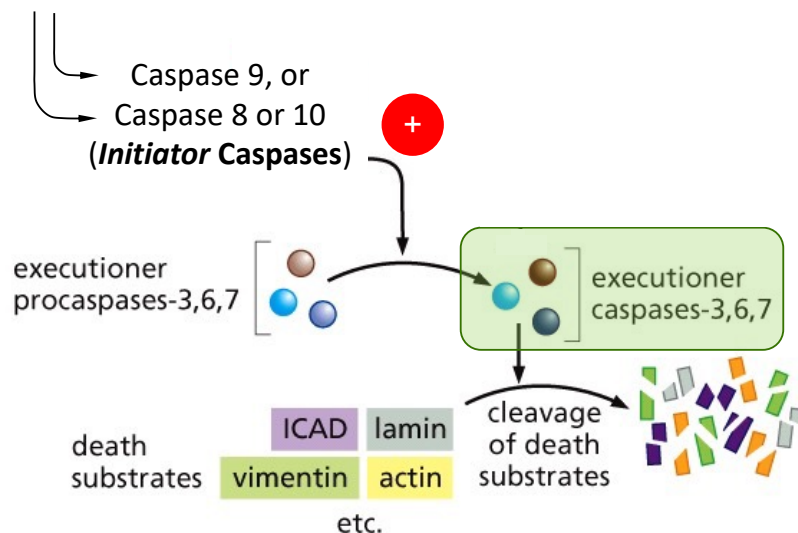 Caspase 9, or
Caspase 8 or 10
(Initiator Caspases)
+
executioner
procaspases-3,6,7
executioner
caspases-3,6,7
death
substrates
ICAD
lamin
vimentin
actin
etc.
cleavage
of death
substrates